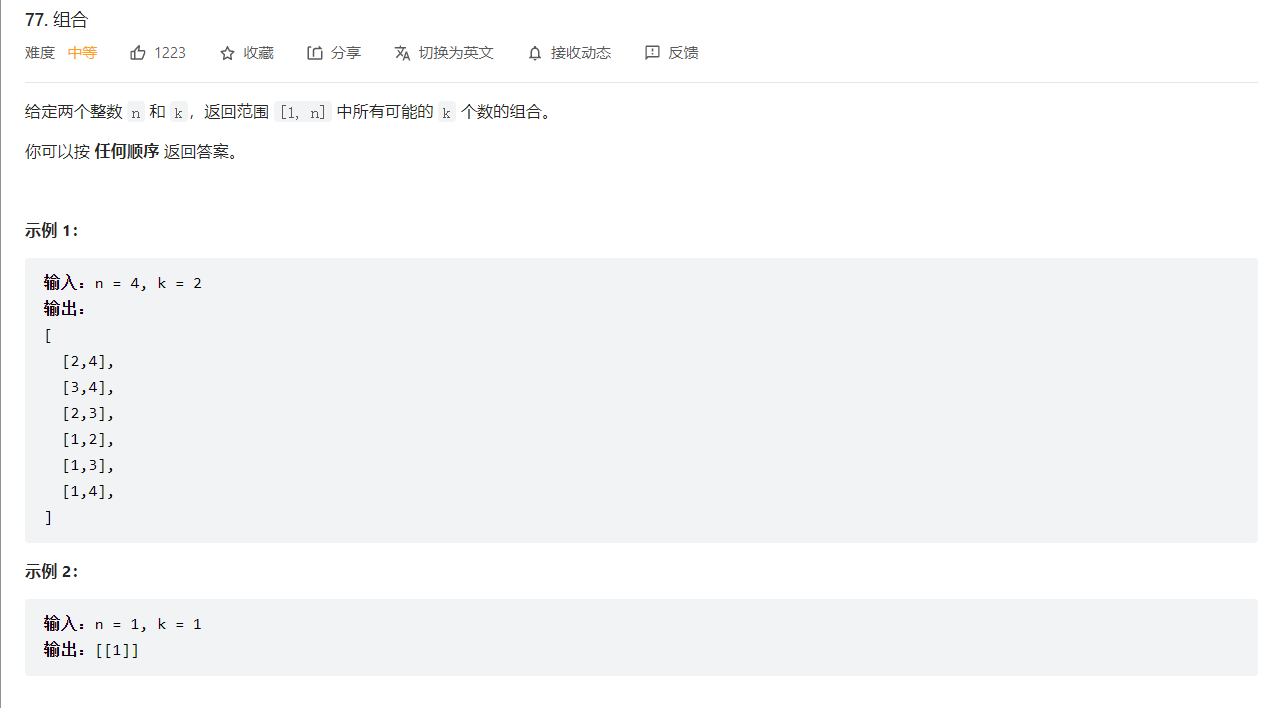 77. 组合
难度 中等 1223 收藏 分享 切换为英文 接收动态 反馈
给定两个整数 n 和 k，返回范围 [1, n] 中所有可能的 k 个数的组合。
你可以按 任何顺序 返回答案。
示例 1：
输入：n = 4, k = 2
输出：
[
[2,4],
[3,4],
[2,3],
[1,2],
[1,3],
[1,4],
]
示例 2：
输入：n = 1, k = 1
输出：[[1]]